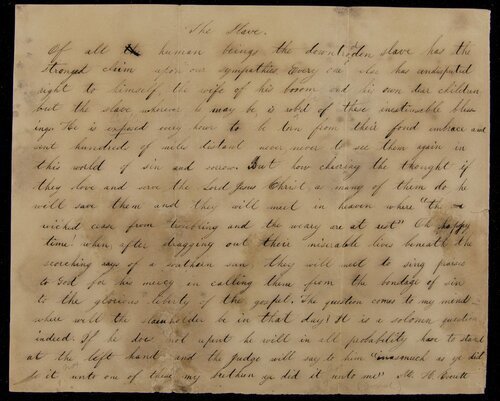 The Slave.
Of all human beings the downtroden slave has the
strongest claim upon our sympathies. Every one else has undisputed
right to himself, the wife of his bosom and his own dear children
but the slave wherever he may be is rob'd of these inestimable bless
ings. He is exposed every hour to be torn from their fond embrace and
sent hundreds of miles distant never never to see them again in
this world of sin and sorrow. But how chearing the thought if
they love and serve the Lord Jesus Christ as many of them do he
will save them and they will meet in heaven where "the
wicked cease from troubling and the weary are at rest" Oh happy
time when after dragging out their miserable lives beneath the
scorching rays of a southern sun they will meet to sing praises
to God for his mercy in calling them from the bondage of sin
to the glorious liberty of the gospel. The question comes to my mind
where will the slaveholder be in that day? It is a solomn question
indeed. If he does not repent he will in all probability have to stand
at the left hand and the Judge will say to him "inasmuch as ye did
it unto one of these my brethren ye did it unto me" M. H.